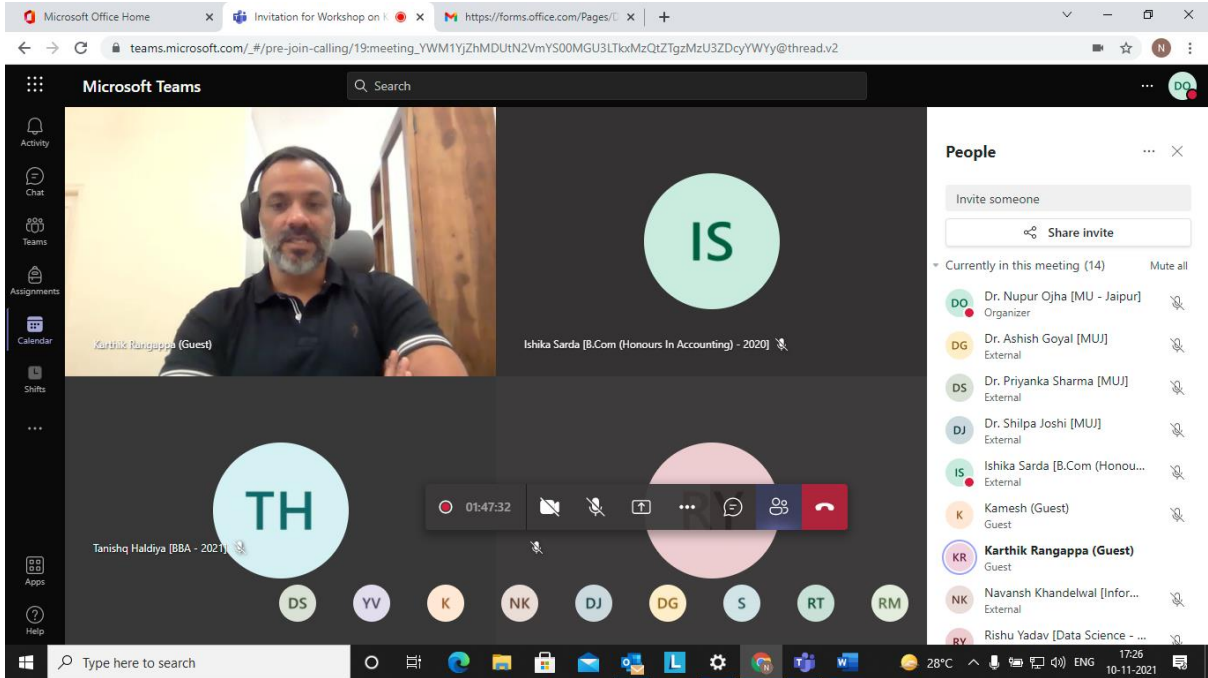 Microsoft Office Home
Invitation for Workshop on
https://forms.office.com/Pages/
teams.microsoft.com/_#/pre-join-calling/19:meeting_YWM1YjZhMDUtN2VmYS00MGU3LTkxMzQtZTgzMzU3ZDcyYWYy@thread.v2
N
Microsoft Teams
Search
DO
Activity
Chat
Teams
Assignments
Calendar
Shifts
Apps
Help
Karthik Rangappa (Guest)
IS
Ishika Sarda [B.Com (Honours In Accounting) - 2020]
TH
Tanishq Haldiya [BBA - 2021]
RY
01:47:32
DS YV K NK DJ DG S RT RM
People
Invite someone
Share invite
Currently in this meeting (14) Mute all
DO Dr. Nupur Ojha [MU - Jaipur]
Organizer
DG Dr. Ashish Goyal [MUJ]
External
DS Dr. Priyanka Sharma [MUJ]
External
DJ Dr. Shilpa Joshi [MUJ]
External
IS Ishika Sarda [B.Com (Honou...
External
K Kamesh (Guest)
Guest
KR Karthik Rangappa (Guest)
Guest
NK Navansh Khandelwal [Infor...
External
RY Rishu Yadav [Data Science - ...
Type here to search
L
28°C ENG 17:26
10-11-2021